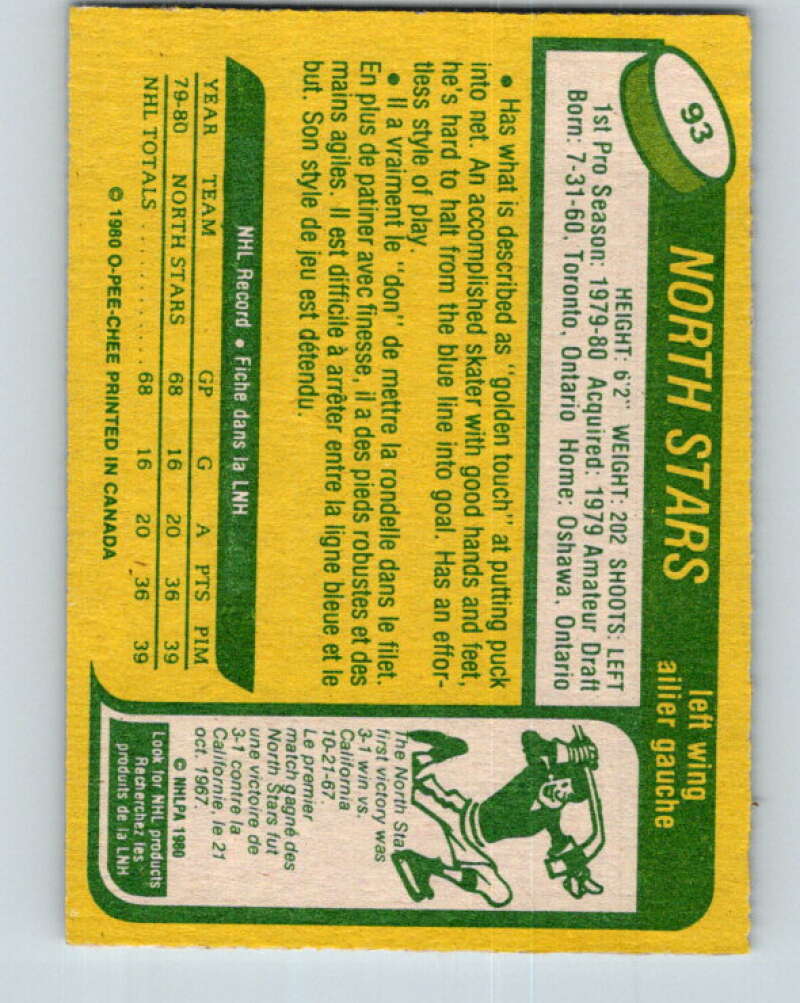 93
NORTH STARS
left wing
ailier gauche
HEIGHT: 6'2" WEIGHT: 202 SHOOTS: LEFT
1st Pro Season: 1979-80 Acquired: 1979 Amateur Draft
Born: 7-31-60, Toronto, Ontario Home: Oshawa, Ontario
• Has what is described as "golden touch" at putting puck
into net. An accomplished skater with good hands and feet,
he's hard to halt from the blue line into goal. Has an effor-
tless style of play.
• Il a vraiment le "don" de mettre la rondelle dans le filet.
En plus de patiner avec finesse, il a des pieds robustes et des
mains agiles. Il est difficile à arrêter entre la ligne bleue et le
but. Son style de jeu est détendu.
NHL Record • Fiche dans la LNH
YEAR TEAM GP G A PTS PIM
79-80 NORTH STARS 68 16 20 36 39
NHL TOTALS .......... 68 16 20 36 39
© 1980 O-PEE-CHEE PRINTED IN CANADA
The North Star
first victory was
3-1 win vs.
California
10-21-67.
Le premier
match gagné des
North Stars fut
une victoire de
3-1 contre la
Californie, le 21
oct. 1967.
© NHLPA 1980
Look for NHL products
Recherchez les
produits de la LNH